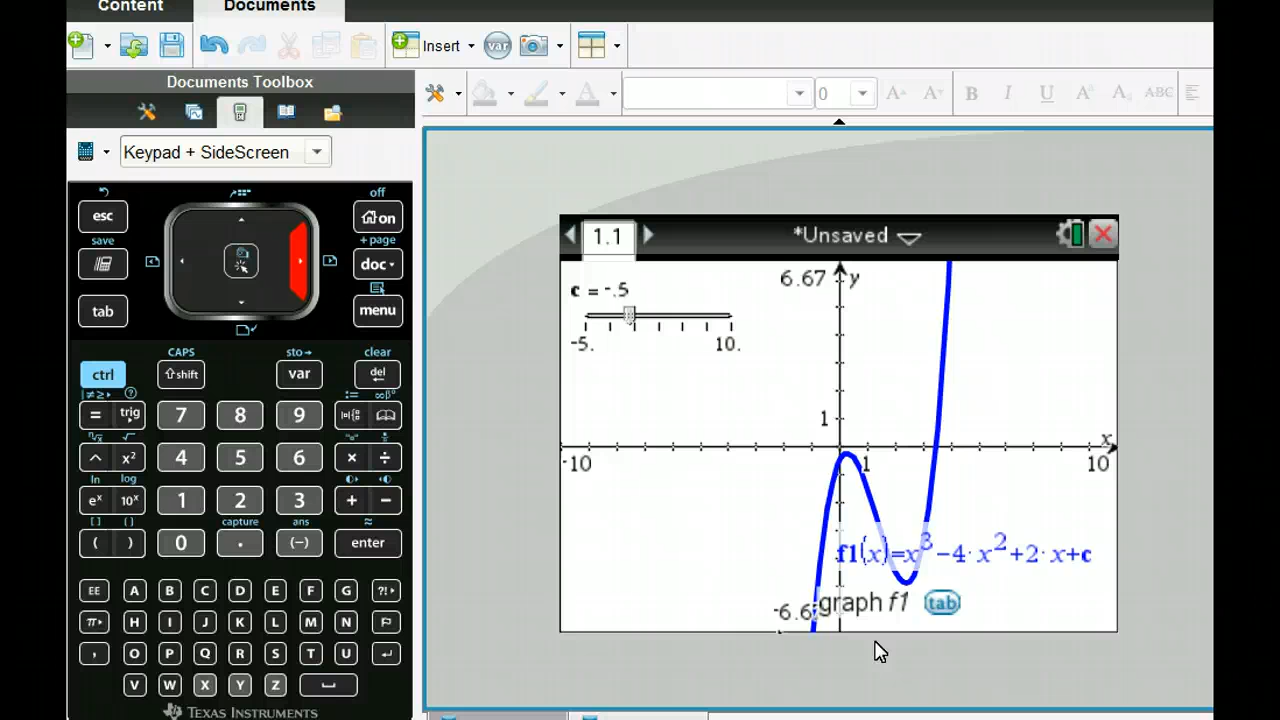 Content Documents
Insert var
Documents Toolbox
0 B I U ABC
Keypad + SideScreen
off
esc on
save + page
doc
tab menu
CAPS sto→ clear
ctrl ⇧shift var del
= trig 7 8 9
^ x² 4 5 6 × ÷
ln log
eˣ 10ˣ 1 2 3 + −
[ ] { } capture ans ≈
( ) 0 . (−) enter
EE A B C D E F G ?!▸
π▸ H I J K L M N
, O P Q R S T U ↵
V W X Y Z
TEXAS INSTRUMENTS
1.1 *Unsaved
c = -.5
-5. 10.
6.67 y
1
x
-10 1 10
f1(x)=x³-4·x²+2·x+c
-6.6
graph f1 tab